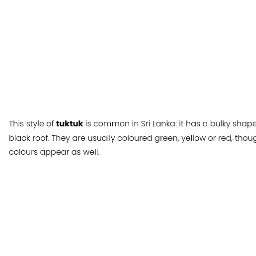 This style of tuktuk is common in Sri Lanka: it has a bulky shape
black roof. They are usually coloured green, yellow or red, thoug
colours appear as well.